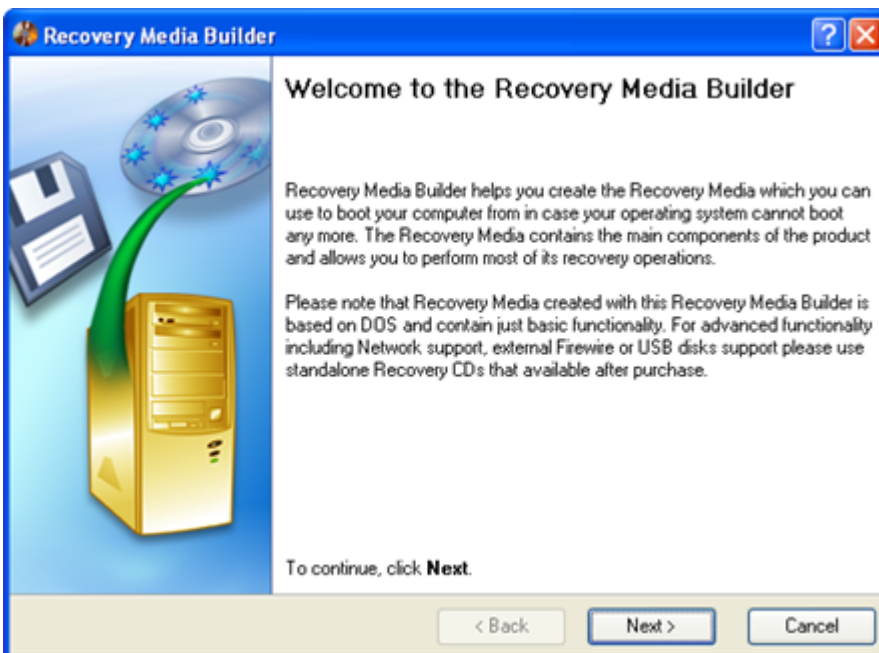 Recovery Media Builder
Welcome to the Recovery Media Builder
Recovery Media Builder helps you create the Recovery Media which you can
use to boot your computer from in case your operating system cannot boot
any more. The Recovery Media contains the main components of the product
and allows you to perform most of its recovery operations.
Please note that Recovery Media created with this Recovery Media Builder is
based on DOS and contain just basic functionality. For advanced functionality
including Network support, external Firewire or USB disks support please use
standalone Recovery CDs that available after purchase.
To continue, click Next.
< Back Next > Cancel